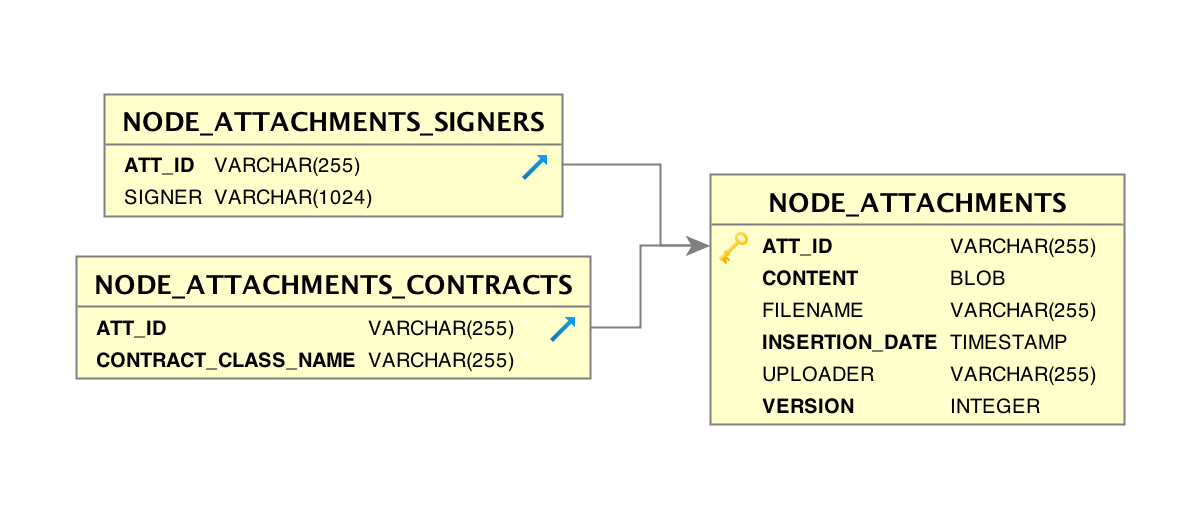 NODE_ATTACHMENTS_SIGNERS
ATT_ID VARCHAR(255)
SIGNER VARCHAR(1024)
NODE_ATTACHMENTS_CONTRACTS
ATT_ID VARCHAR(255)
CONTRACT_CLASS_NAME VARCHAR(255)
NODE_ATTACHMENTS
ATT_ID VARCHAR(255)
CONTENT BLOB
FILENAME VARCHAR(255)
INSERTION_DATE TIMESTAMP
UPLOADER VARCHAR(255)
VERSION INTEGER